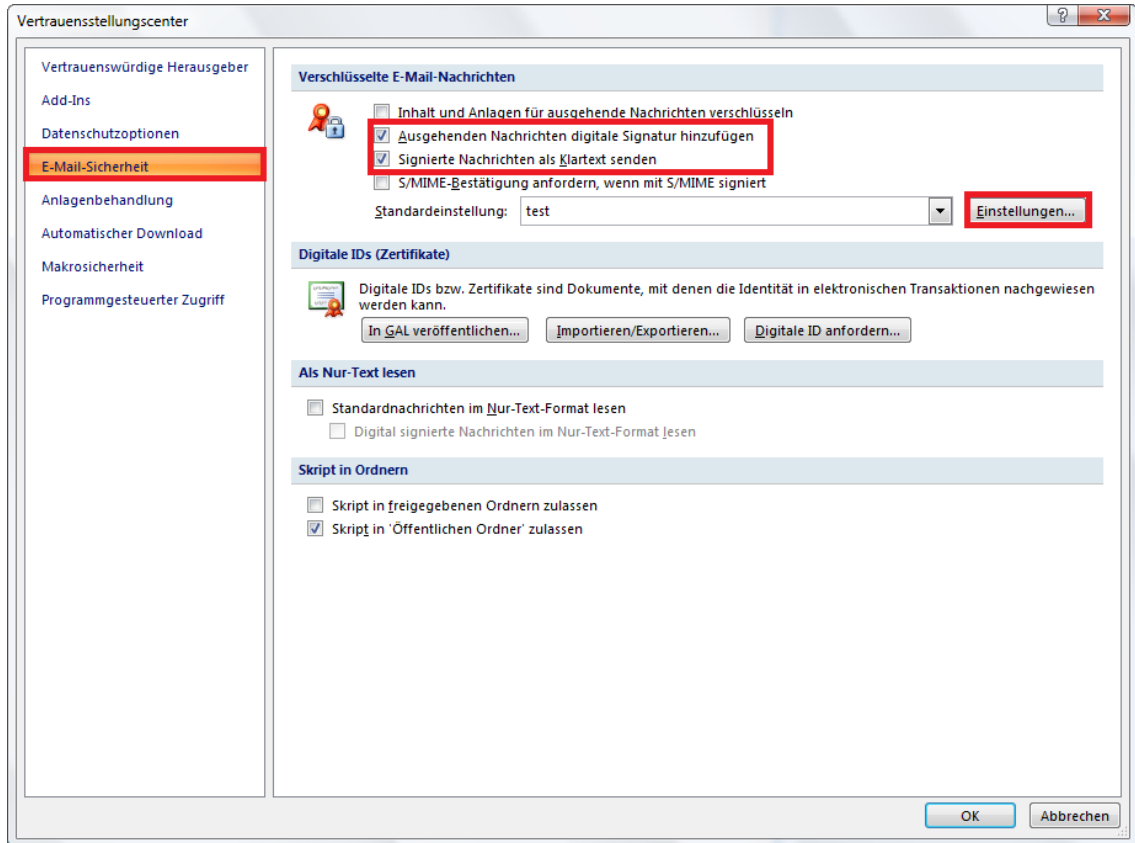 Vertrauensstellungscenter
Vertrauenswürdige Herausgeber
Add-Ins
Datenschutzoptionen
E-Mail-Sicherheit
Anlagenbehandlung
Automatischer Download
Makrosicherheit
Programmgesteuerter Zugriff
Verschlüsselte E-Mail-Nachrichten
Inhalt und Anlagen für ausgehende Nachrichten verschlüsseln
Ausgehenden Nachrichten digitale Signatur hinzufügen
Signierte Nachrichten als Klartext senden
S/MIME-Bestätigung anfordern, wenn mit S/MIME signiert
Standardeinstellung: test Einstellungen...
Digitale IDs (Zertifikate)
Digitale IDs bzw. Zertifikate sind Dokumente, mit denen die Identität in elektronischen Transaktionen nachgewiesen
werden kann.
In GAL veröffentlichen... Importieren/Exportieren... Digitale ID anfordern...
Als Nur-Text lesen
Standardnachrichten im Nur-Text-Format lesen
Digital signierte Nachrichten im Nur-Text-Format lesen
Skript in Ordnern
Skript in freigegebenen Ordnern zulassen
Skript in 'Öffentlichen Ordner' zulassen
OK Abbrechen